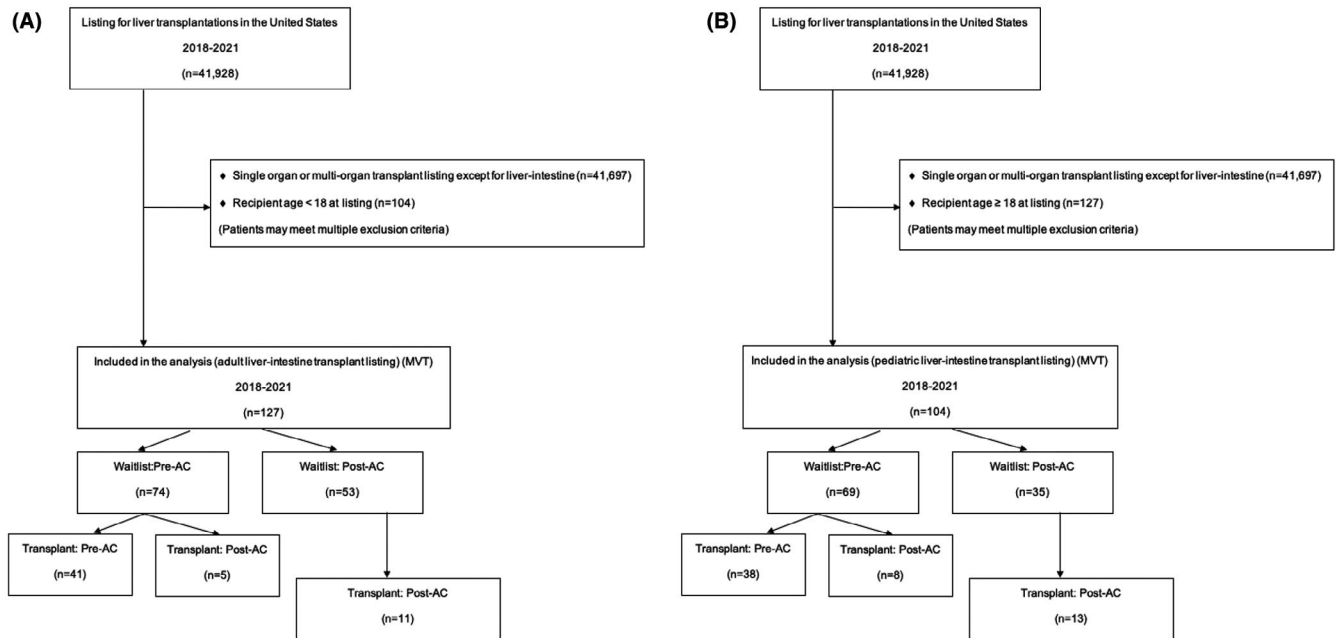 (A)
Listing for liver transplantations in the United States
2018-2021
(n=41,928)
♦ Single organ or multi-organ transplant listing except for liver-intestine (n=41,697)
♦ Recipient age < 18 at listing (n=104)
(Patients may meet multiple exclusion criteria)
Included in the analysis (adult liver-intestine transplant listing) (MVT)
2018-2021
(n=127)
Waitlist:Pre-AC
(n=74)
Waitlist: Post-AC
(n=53)
Transplant: Pre-AC
(n=41)
Transplant: Post-AC
(n=5)
Transplant: Post-AC
(n=11)
(B)
Listing for liver transplantations in the United States
2018-2021
(n=41,928)
♦ Single organ or multi-organ transplant listing except for liver-intestine (n=41,697)
♦ Recipient age ≥ 18 at listing (n=127)
(Patients may meet multiple exclusion criteria)
Included in the analysis (pediatric liver-intestine transplant listing) (MVT)
2018-2021
(n=104)
Waitlist:Pre-AC
(n=69)
Waitlist: Post-AC
(n=35)
Transplant: Pre-AC
(n=38)
Transplant: Post-AC
(n=8)
Transplant: Post-AC
(n=13)